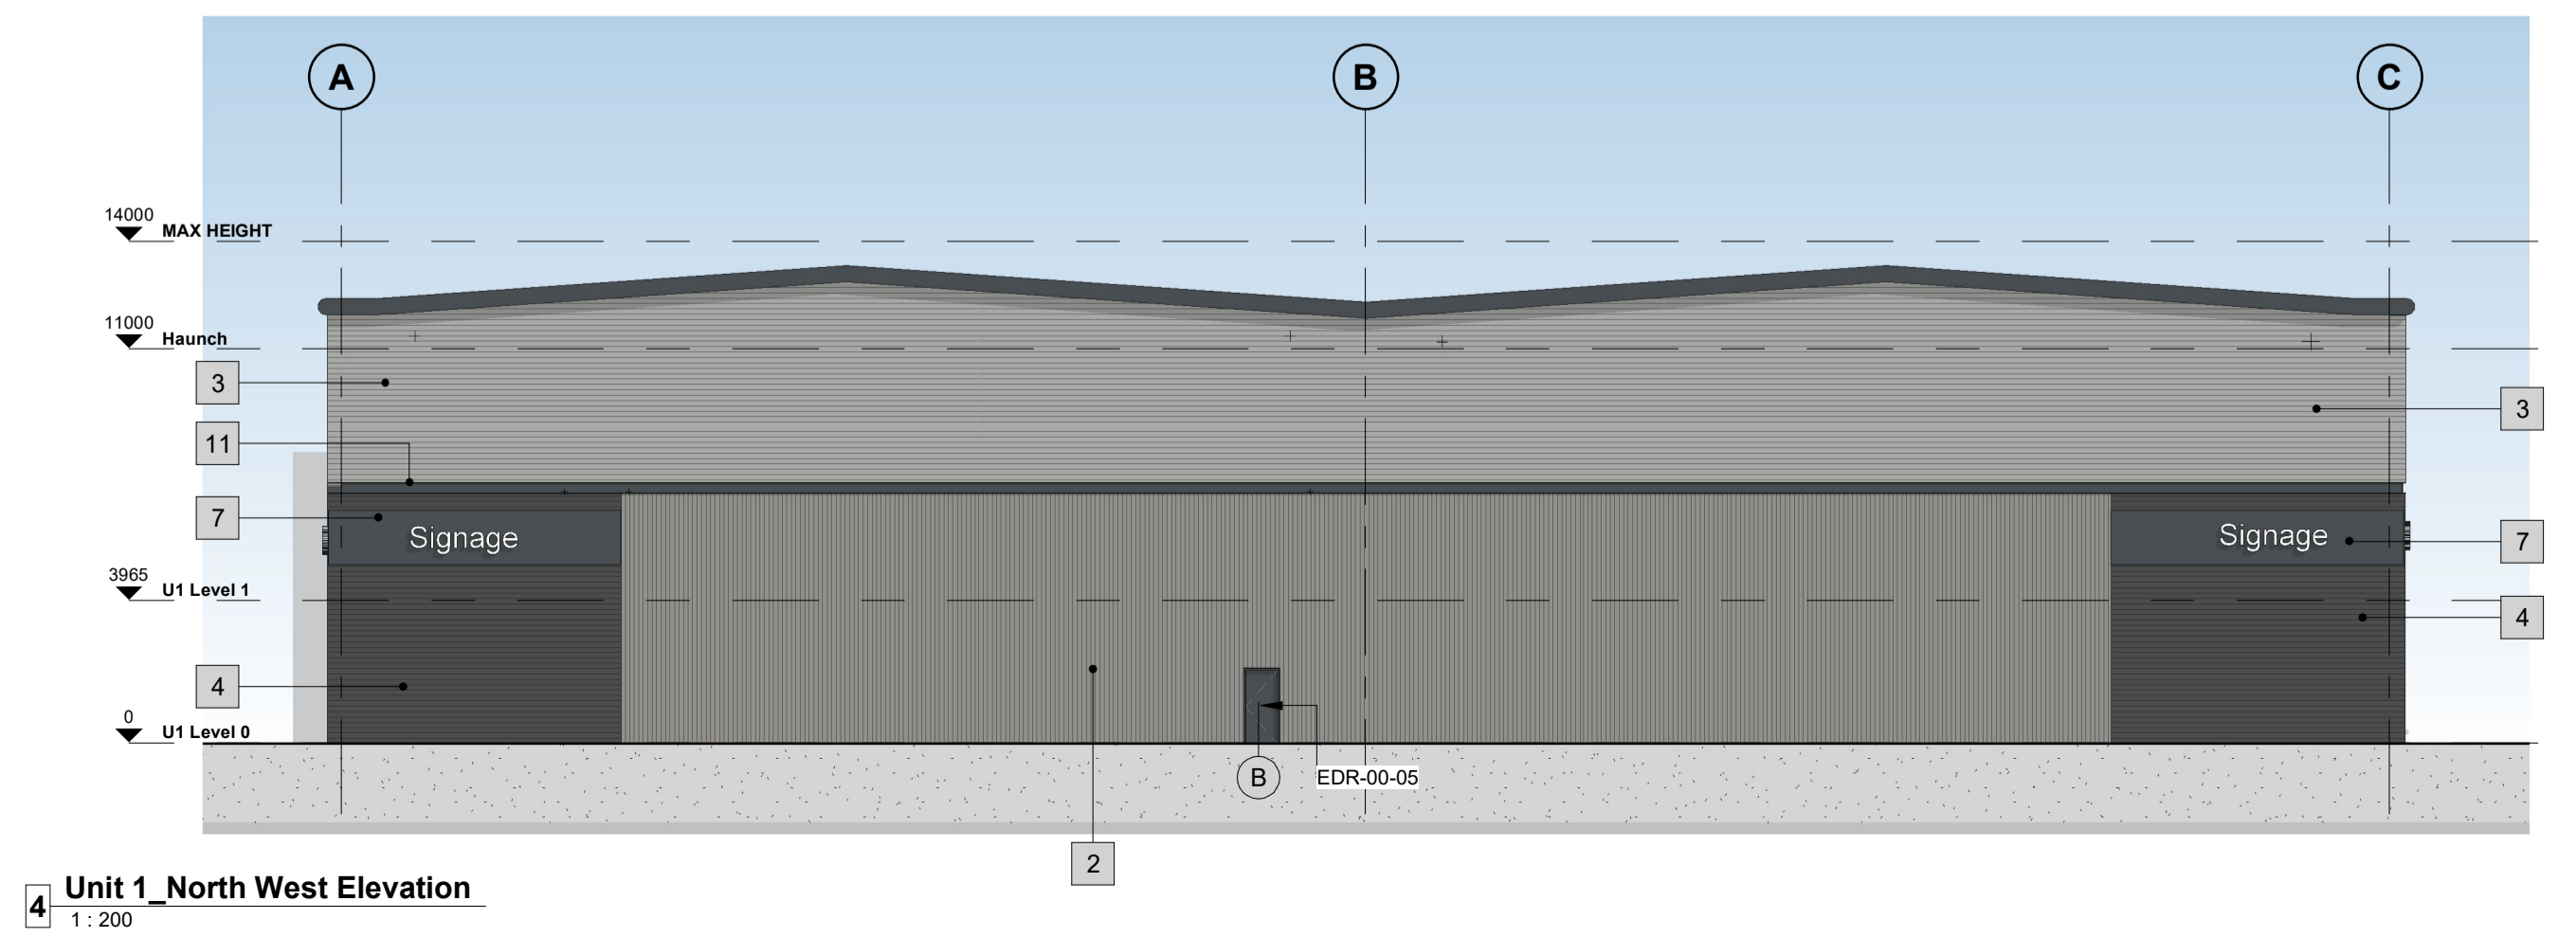 A B C
14000
MAX HEIGHT
11000
Haunch
3
3
11
7
Signage
Signage
7
3965
U1 Level 1
4
4
0
U1 Level 0
B
EDR-00-05
2
4
Unit 1_North West Elevation
1 : 200